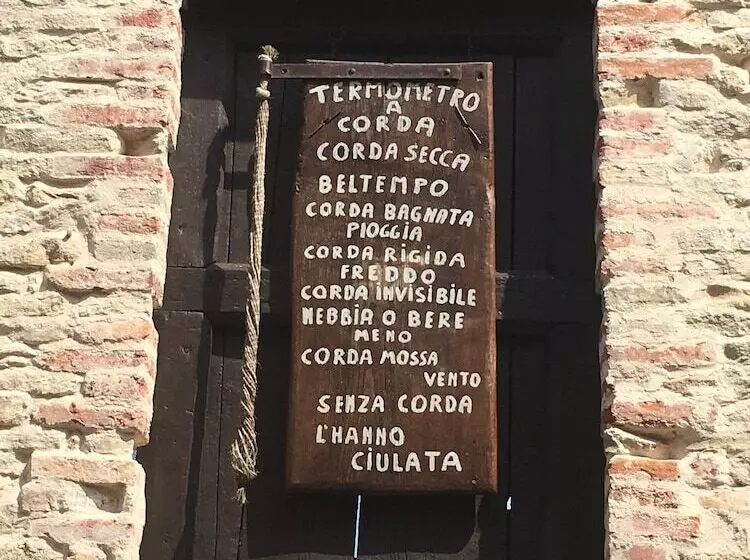 TERMOMETRO
A
CORDA
CORDA SECCA
BELTEMPO
CORDA BAGNATA
PIOGGIA
CORDA RIGIDA
FREDDO
CORDA INVISIBILE
NEBBIA O BERE
MENO
CORDA MOSSA
VENTO
SENZA CORDA
L'HANNO
CIULATA